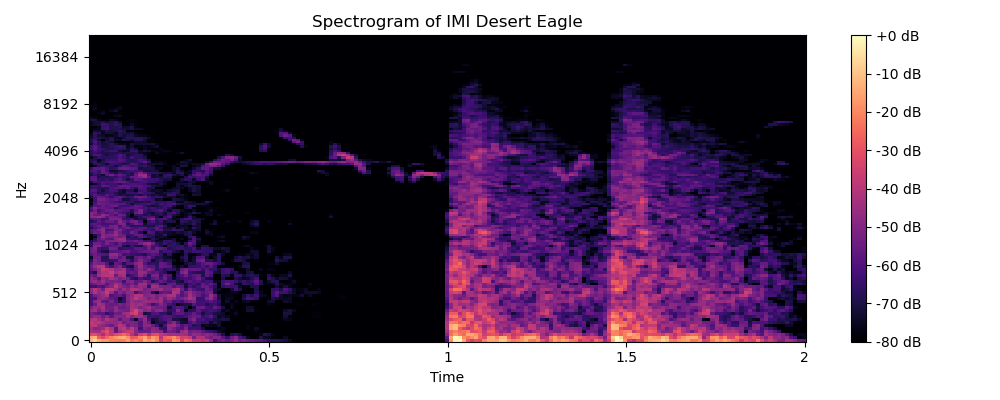 Spectrogram of IMI Desert Eagle
16384
8192
4096
2048
1024
512
0
Hz
0
0.5
1
1.5
2
Time
+0 dB
-10 dB
-20 dB
-30 dB
-40 dB
-50 dB
-60 dB
-70 dB
-80 dB